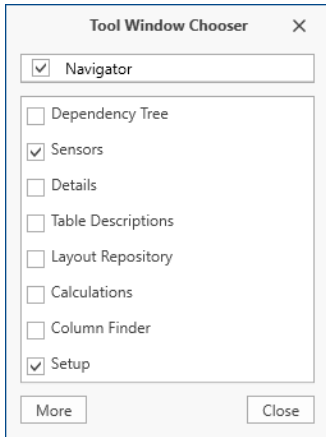 Tool Window Chooser
Navigator
Dependency Tree
Sensors
Details
Table Descriptions
Layout Repository
Calculations
Column Finder
Setup
More Close